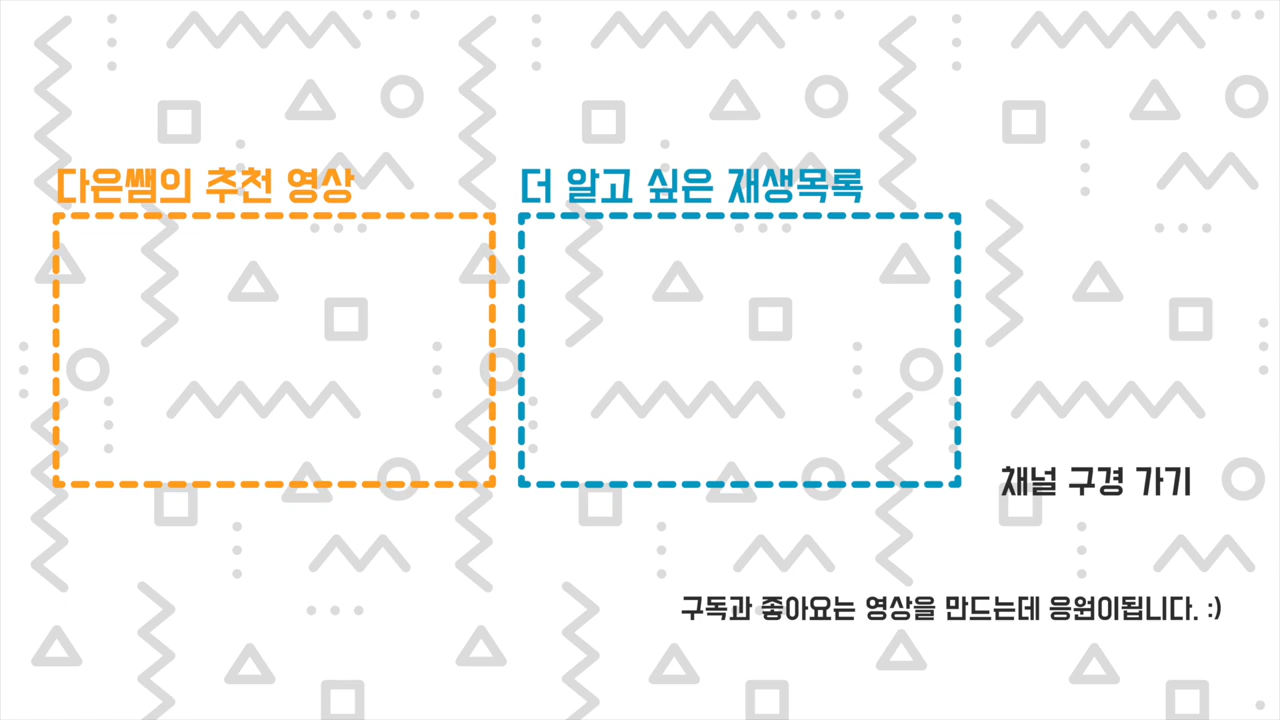 다은쌤의 추천 영상
더 알고 싶은 재생목록
채널 구경 가기
구독과 좋아요는 영상을 만드는데 응원이됩니다. :)